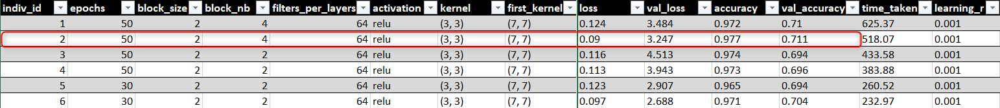 indiv_id epochs block_size block_nb filters_per_layers activation kernel first_kernel loss val_loss accuracy val_accuracy time_taken learning_r
1 50 2 4 64 relu (3, 3) (7, 7) 0.124 3.484 0.972 0.71 625.37 0.001
2 50 2 4 64 relu (3, 3) (7, 7) 0.09 3.247 0.977 0.711 518.07 0.001
3 50 2 2 64 relu (3, 3) (7, 7) 0.116 4.513 0.974 0.694 433.58 0.001
4 50 2 2 64 relu (3, 3) (7, 7) 0.113 3.943 0.973 0.696 383.88 0.001
5 30 2 2 64 relu (3, 3) (7, 7) 0.123 2.907 0.965 0.694 260.52 0.001
6 30 2 2 64 relu (3, 3) (7, 7) 0.097 2.688 0.971 0.704 232.97 0.001